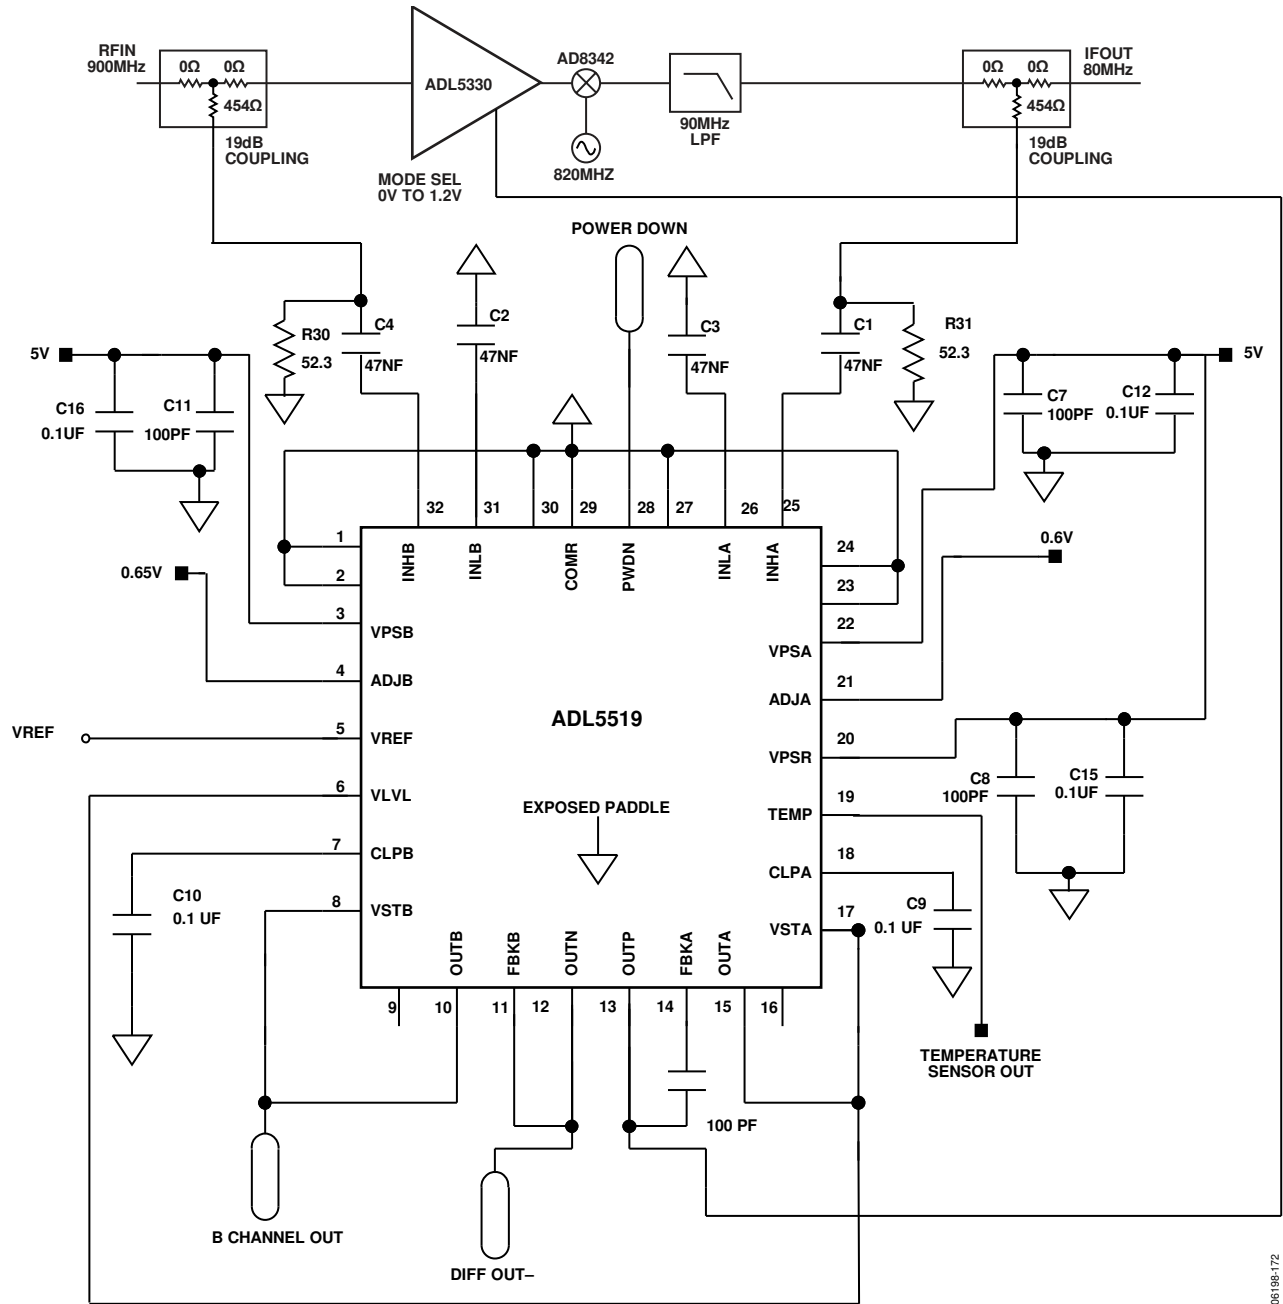 RFIN
900MHz
0Ω 0Ω
454Ω
19dB
COUPLING
ADL5330
MODE SEL
0V TO 1.2V
AD8342
820MHZ
90MHz
LPF
0Ω 0Ω
454Ω
19dB
COUPLING
IFOUT
80MHz
POWER DOWN
R30
52.3
C4
47NF
C2
47NF
C3
47NF
C1
47NF
R31
52.3
5V
C16
0.1UF
C11
100PF
C7
100PF
C12
0.1UF
5V
32 31 30 29 28 27 26 25
INHB INLB COMR PWDN INLA INHA
1
2
3 VPSB
4 ADJB
5 VREF
6 VLVL
7 CLPB
8 VSTB
0.65V
VREF
C10
0.1 UF
ADL5519
EXPOSED PADDLE
24
23
22 VPSA
21 ADJA
20 VPSR
19 TEMP
18 CLPA
17 VSTA
0.6V
C8
100PF
C15
0.1UF
C9
0.1 UF
OUTB FBKB OUTN OUTP FBKA OUTA
9 10 11 12 13 14 15 16
TEMPERATURE
SENSOR OUT
100 PF
B CHANNEL OUT
DIFF OUT–
06198-172